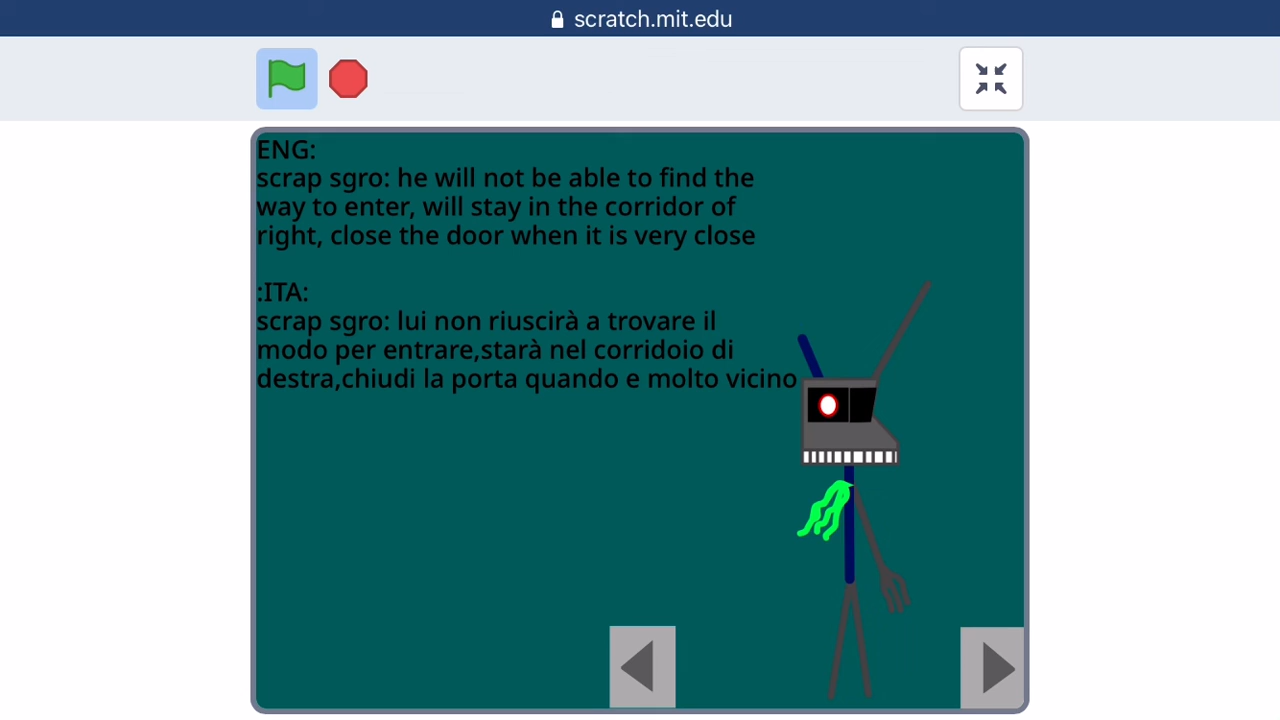 scratch.mit.edu
ENG:
scrap sgro: he will not be able to find the
way to enter, will stay in the corridor of
right, close the door when it is very close
:ITA:
scrap sgro: lui non riuscirà a trovare il
modo per entrare,starà nel corridoio di
destra,chiudi la porta quando e molto vicino